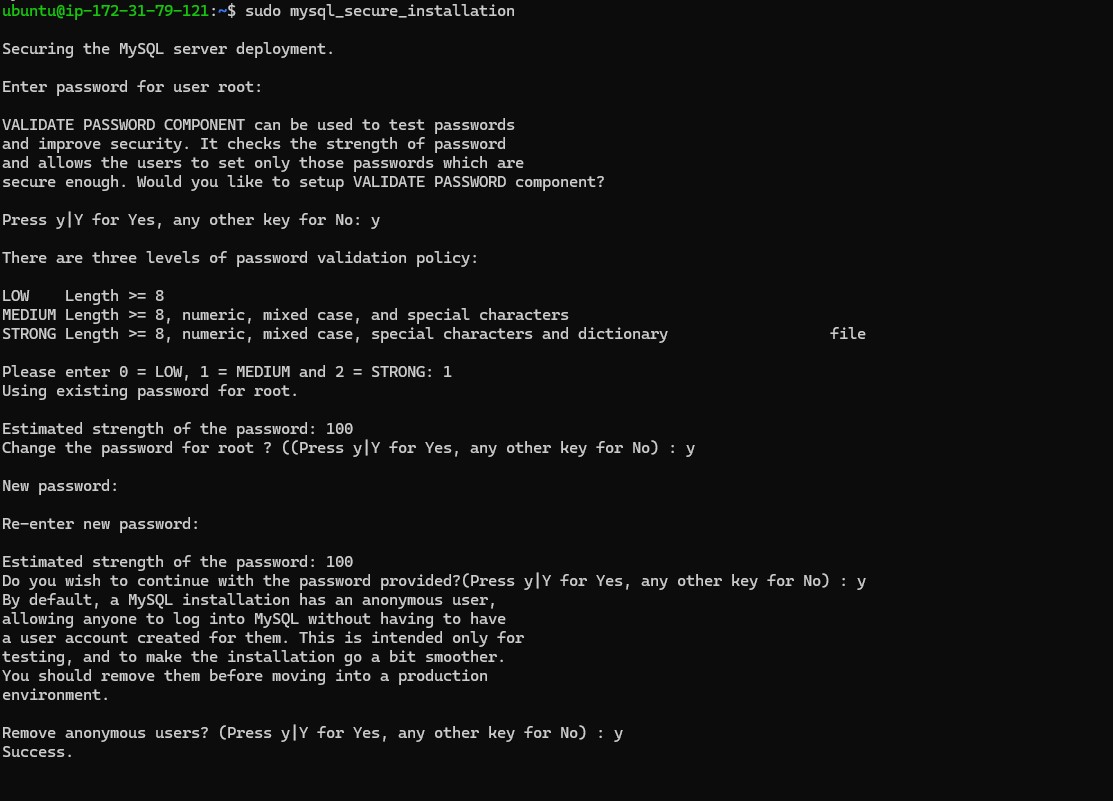 ubuntu@ip-172-31-79-121:~$ sudo mysql_secure_installation
Securing the MySQL server deployment.
Enter password for user root:
VALIDATE PASSWORD COMPONENT can be used to test passwords
and improve security. It checks the strength of password
and allows the users to set only those passwords which are
secure enough. Would you like to setup VALIDATE PASSWORD component?
Press y|Y for Yes, any other key for No: y
There are three levels of password validation policy:
LOW    Length >= 8
MEDIUM Length >= 8, numeric, mixed case, and special characters
STRONG Length >= 8, numeric, mixed case, special characters and dictionary                  file
Please enter 0 = LOW, 1 = MEDIUM and 2 = STRONG: 1
Using existing password for root.
Estimated strength of the password: 100
Change the password for root ? ((Press y|Y for Yes, any other key for No) : y
New password:
Re-enter new password:
Estimated strength of the password: 100
Do you wish to continue with the password provided?(Press y|Y for Yes, any other key for No) : y
By default, a MySQL installation has an anonymous user,
allowing anyone to log into MySQL without having to have
a user account created for them. This is intended only for
testing, and to make the installation go a bit smoother.
You should remove them before moving into a production
environment.
Remove anonymous users? (Press y|Y for Yes, any other key for No) : y
Success.